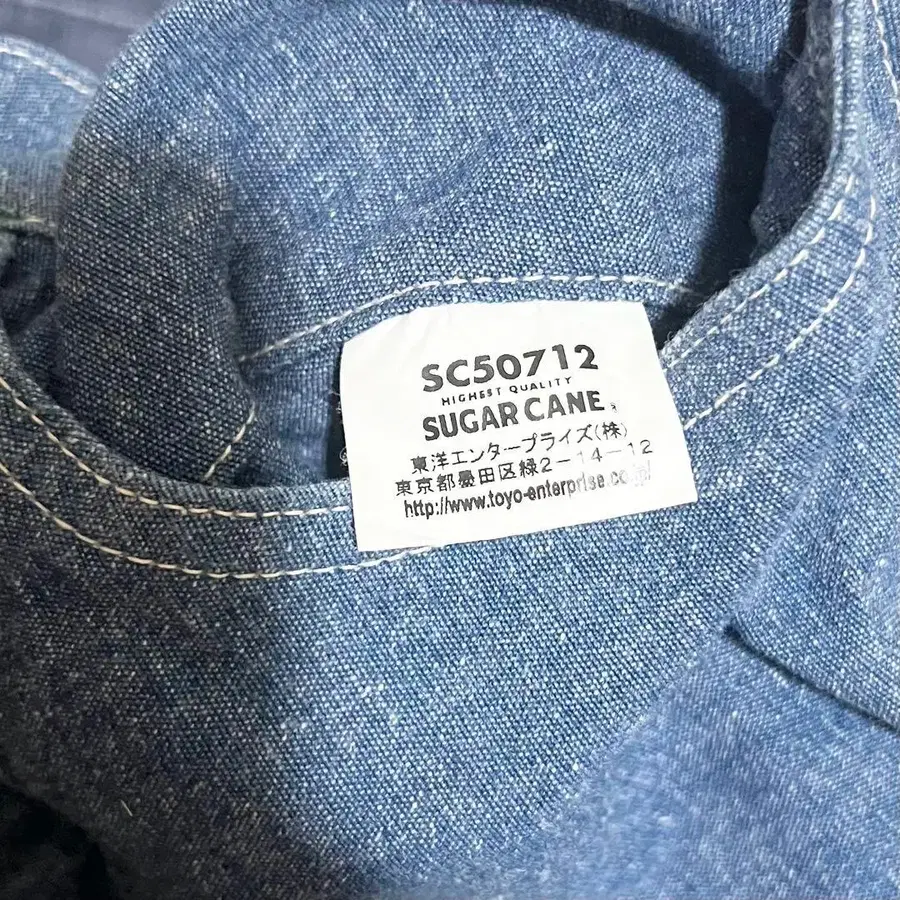 SC50712
HIGHEST QUALITY
SUGAR CANE
東洋エンタープライズ(株)
東京都墨田区緑2-14-12
http://www.toyo-enterprise.co.jp/